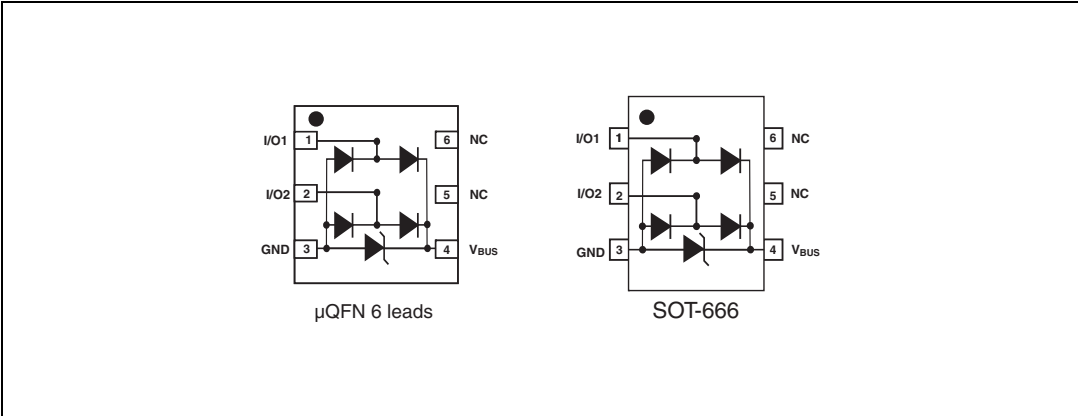 I/O1 1 6 NC
I/O2 2 5 NC
GND 3 4 VBUS
µQFN 6 leads
I/O1 1 6 NC
I/O2 2 5 NC
GND 3 4 VBUS
SOT-666